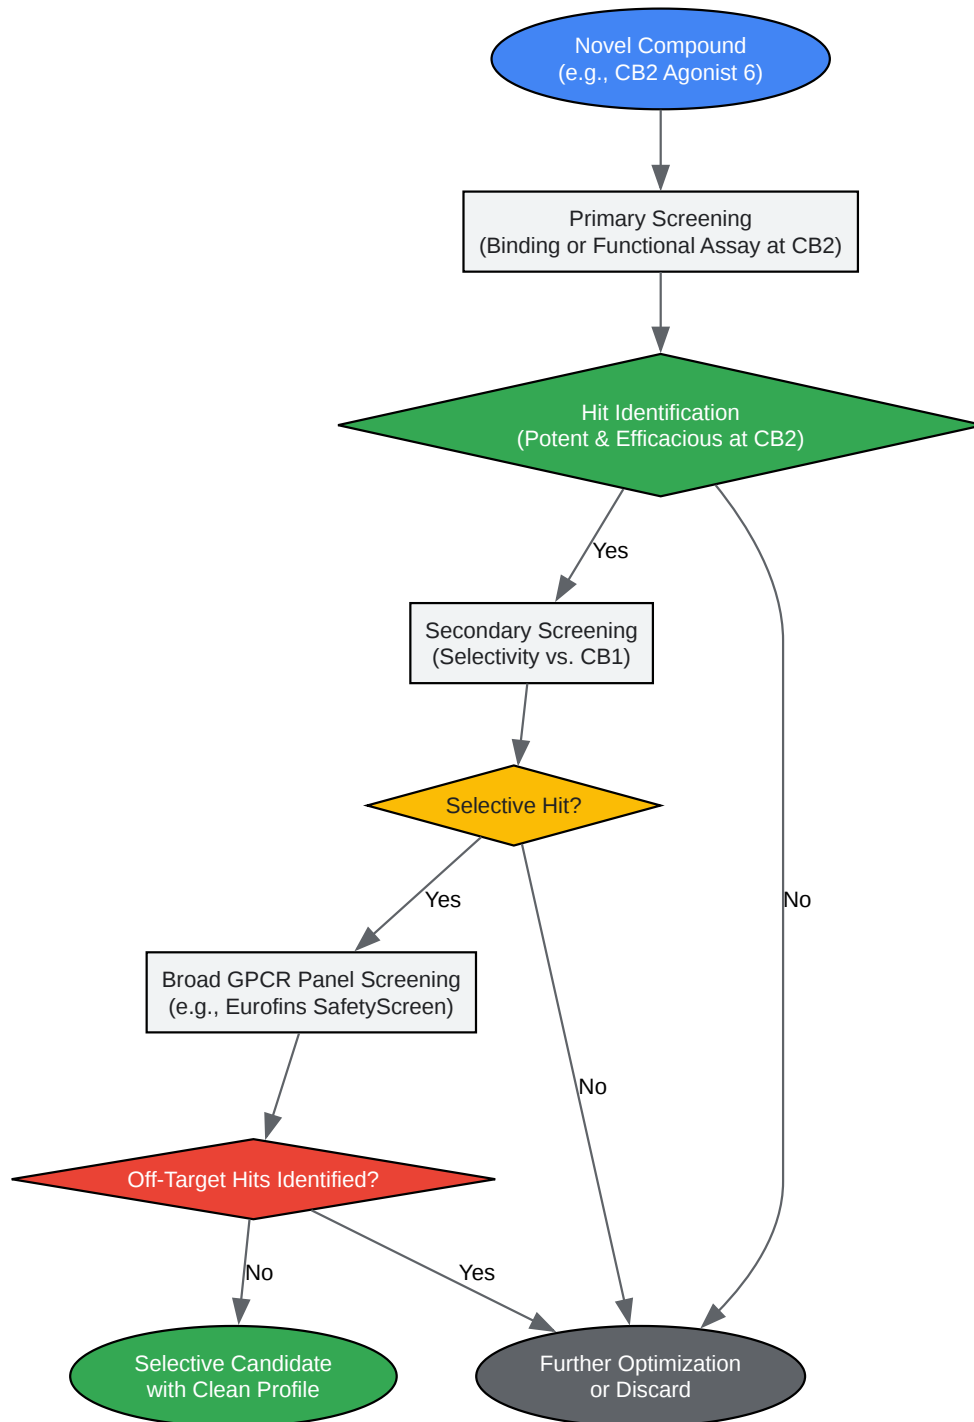 Novel Compound
(e.g., CB2 Agonist 6)
Primary Screening
(Binding or Functional Assay at CB2)
Hit Identification
(Potent & Efficacious at CB2)
Yes
Secondary Screening
(Selectivity vs. CB1)
Selective Hit?
Yes
No
Broad GPCR Panel Screening
(e.g., Eurofins SafetyScreen)
No
Off-Target Hits Identified?
No
Yes
Selective Candidate
with Clean Profile
Further Optimization
or Discard